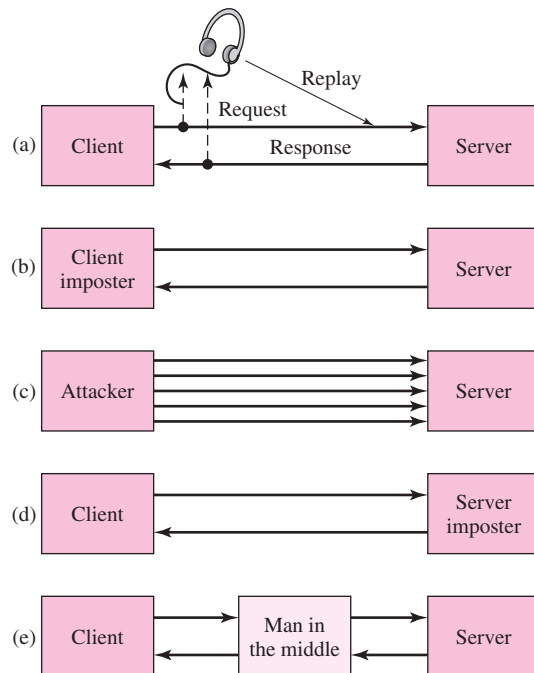 Replay
Request
(a) Client Response Server
(b) Client
imposter Server
(c) Attacker Server
(d) Client Server
imposter
(e) Client Man in
the middle Server